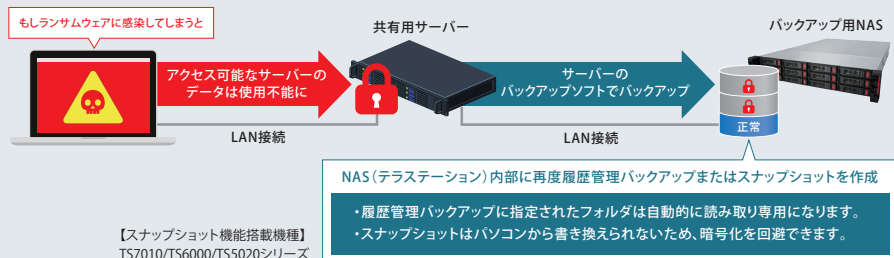 もしランサムウェアに感染してしまうと
共有用サーバー
バックアップ用NAS
アクセス可能なサーバーの
データは使用不能に
サーバーの
バックアップソフトでバックアップ
正常
LAN接続
LAN接続
NAS（テラステーション）内部に再度履歴管理バックアップまたはスナップショットを作成
・履歴管理バックアップに指定されたフォルダは自動的に読み取り専用になります。
・スナップショットはパソコンから書き換えられないため、暗号化を回避できます。
【スナップショット機能搭載機種】
TS7010/TS6000/TS5020シリーズ